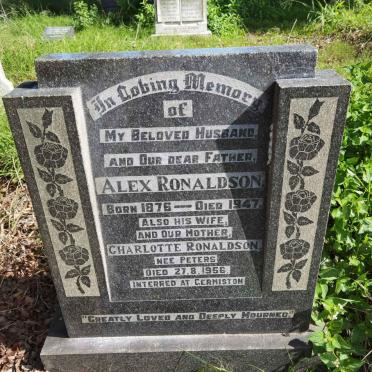 In Loving Memory
of
My Beloved Husband,
and Our dear Father,
Alex Ronaldson
Born 1876 — Died 1947.
Also His Wife,
and Our Mother,
Charlotte Ronaldson
nee Peters
Died 27.8.1956.
Interred at Germiston
"Greatly Loved and Deeply Mourned."